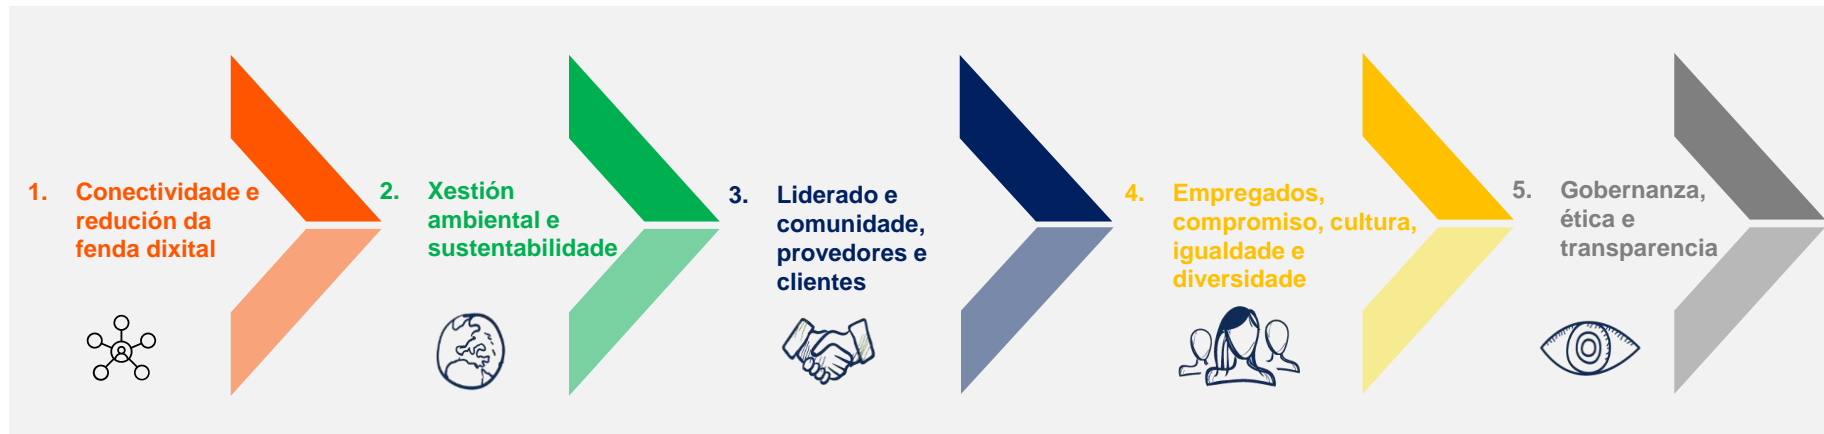 1. Conectividade e
redución da
fenda dixital
2. Xestión
ambiental e
sustentabilidade
3. Liderado e
comunidade,
provedores e
clientes
4. Empregados,
compromiso, cultura,
igualdade e
diversidade
5. Gobernanza,
ética e
transparencia